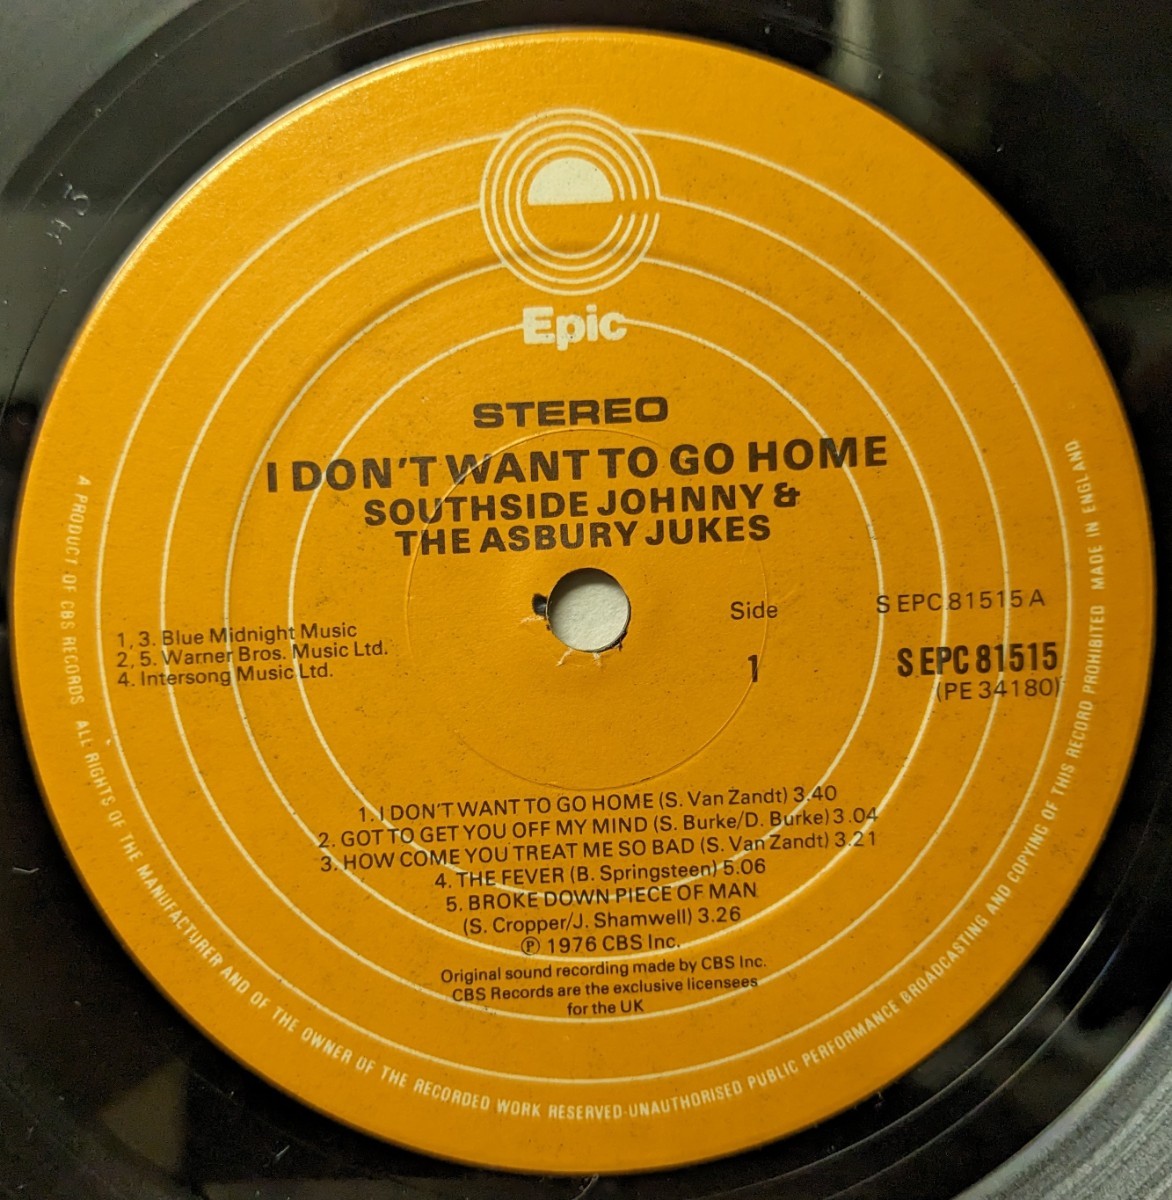 Epic
STEREO
I DON'T WANT TO GO HOME
SOUTHSIDE JOHNNY &
THE ASBURY JUKES
1, 3. Blue Midnight Music
2, 5. Warner Bros. Music Ltd.
4. Intersong Music Ltd.
Side
1
S EPC 81515 A
S EPC 81515
(PE 34180)
1. I DON'T WANT TO GO HOME (S. Van Zandt) 3.40
2. GOT TO GET YOU OFF MY MIND (S. Burke/D. Burke) 3.04
3. HOW COME YOU TREAT ME SO BAD (S. Van Zandt) 3.21
4. THE FEVER (B. Springsteen) 5.06
5. BROKE DOWN PIECE OF MAN
(S. Cropper/J. Shamwell) 3.26
Ⓟ 1976 CBS Inc.
Original sound recording made by CBS Inc.
CBS Records are the exclusive licensees
for the UK
A PRODUCT OF CBS RECORDS ALL RIGHTS OF THE MANUFACTURER AND OF THE OWNER OF THE RECORDED WORK RESERVED·UNAUTHORISED PUBLIC PERFORMANCE BROADCASTING AND COPYING OF THIS RECORD PROHIBITED MADE IN ENGLAND